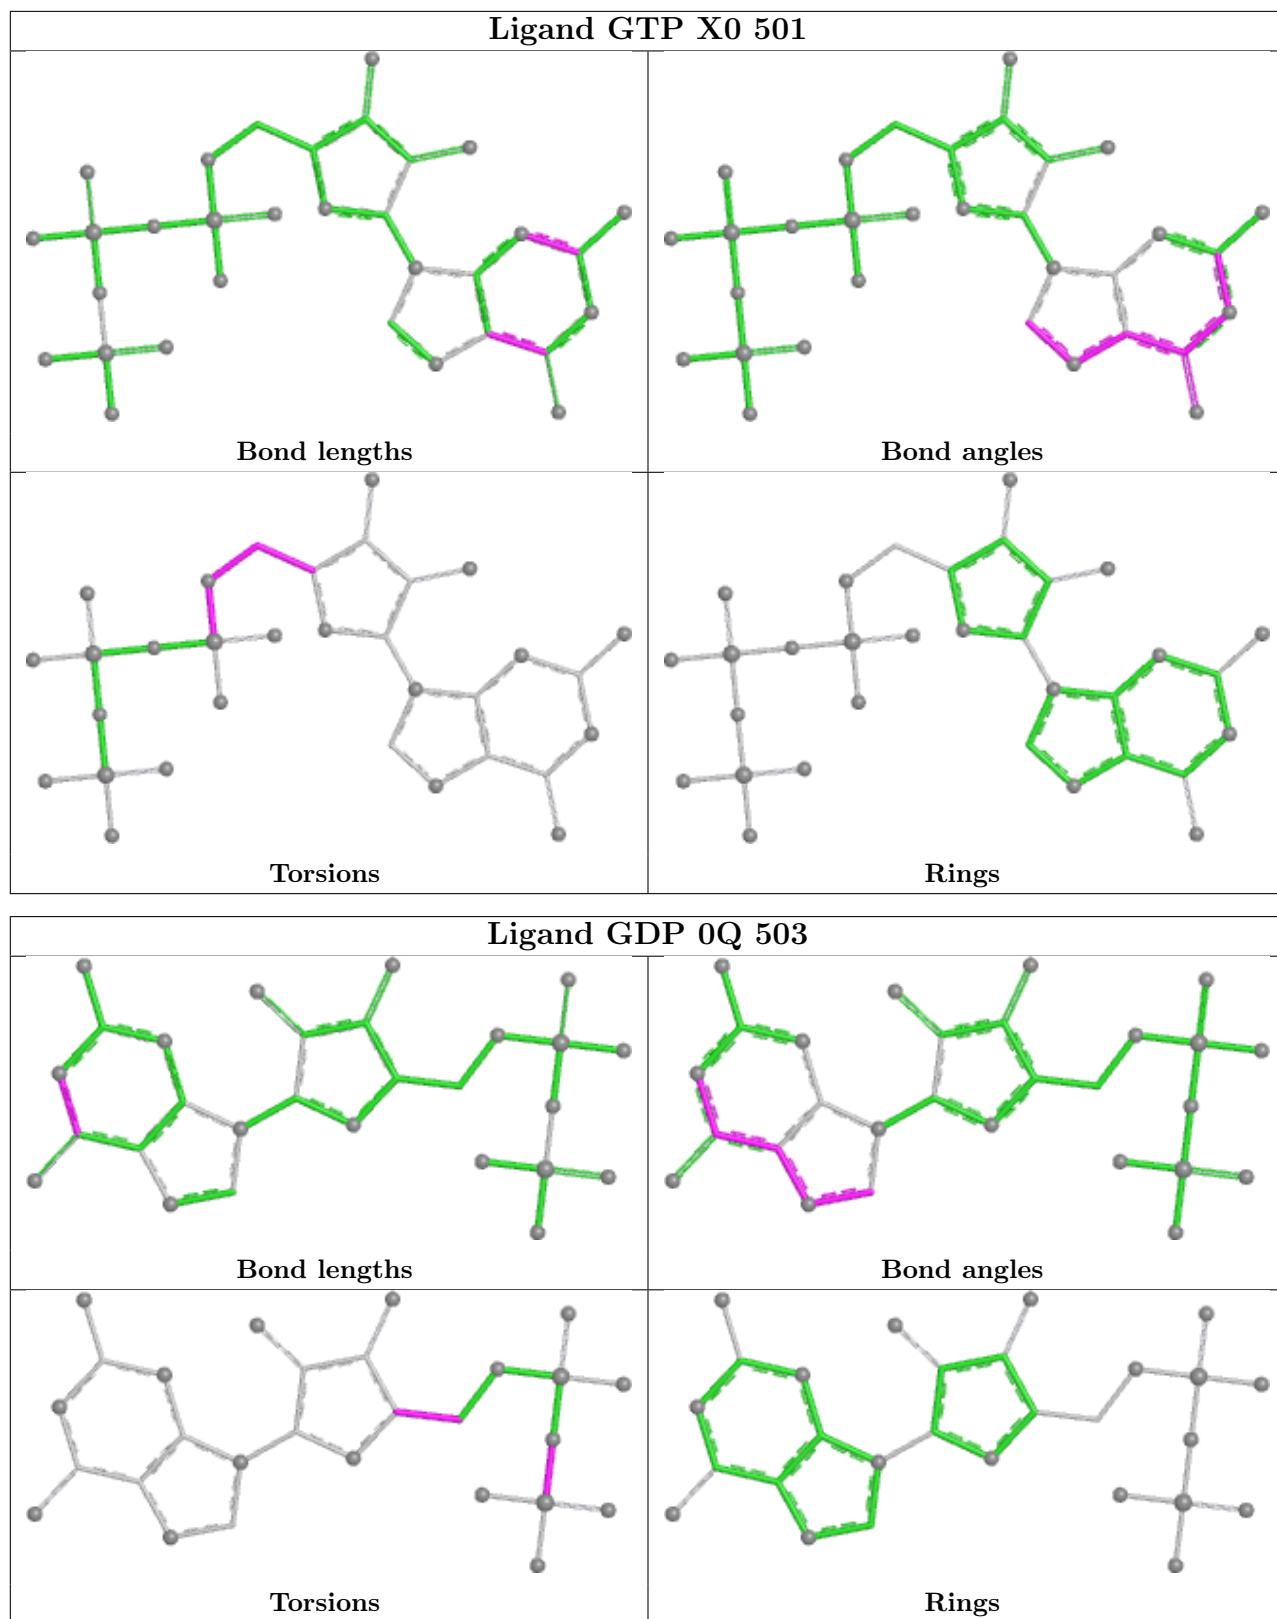 Ligand GTP X0 501
Bond lengths
Bond angles
Torsions
Rings
Ligand GDP 0Q 503
Bond lengths
Bond angles
Torsions
Rings